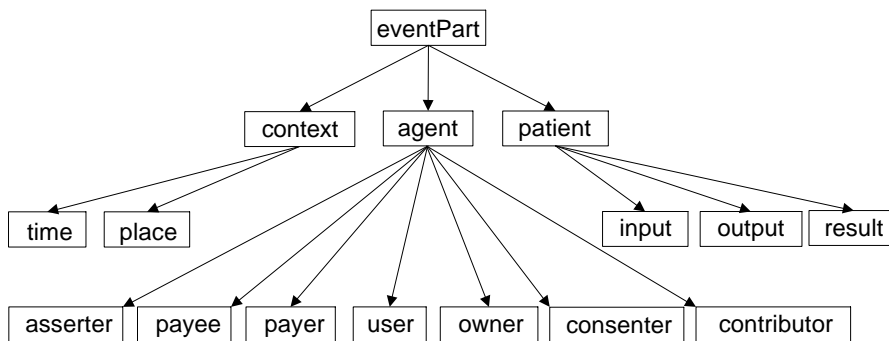 eventPart
context agent patient
time place input output result
asserter payee payer user owner consenter contributor